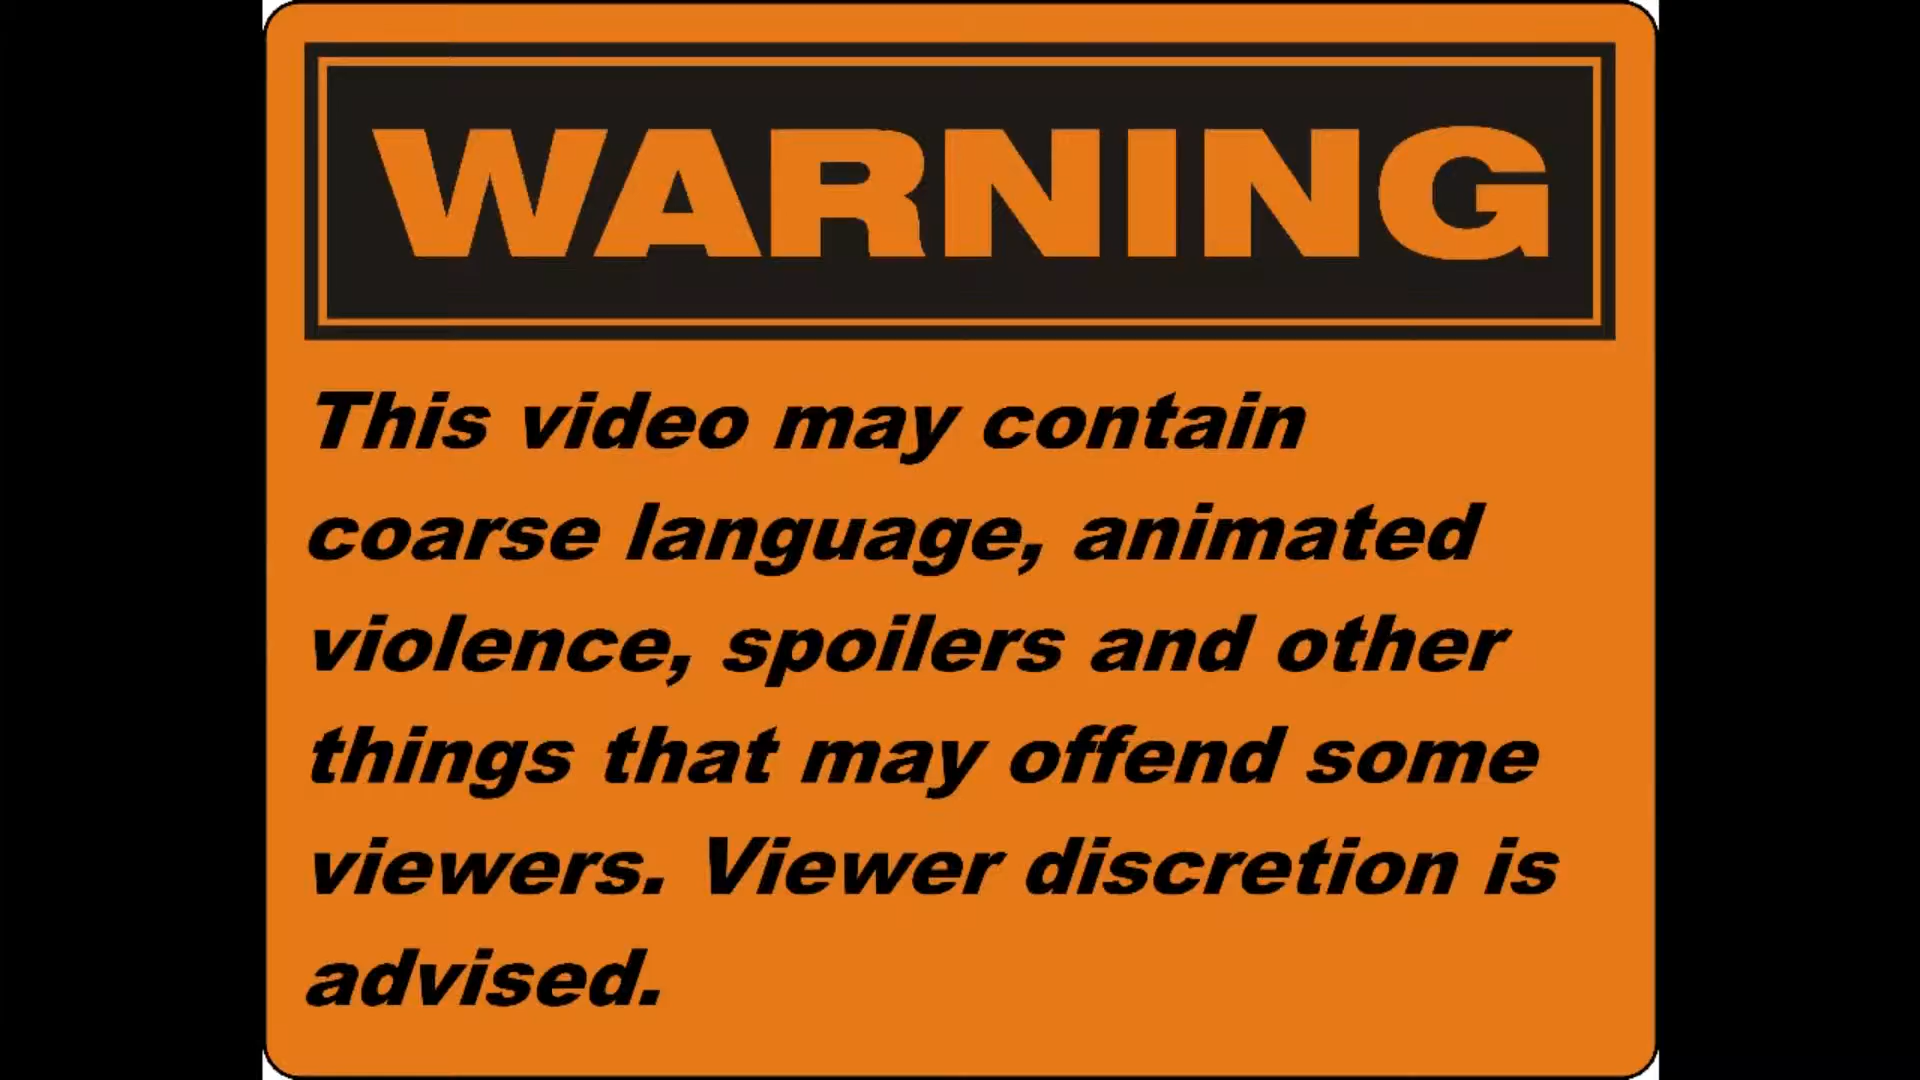 WARNING
This video may contain
coarse language, animated
violence, spoilers and other
things that may offend some
viewers. Viewer discretion is
advised.